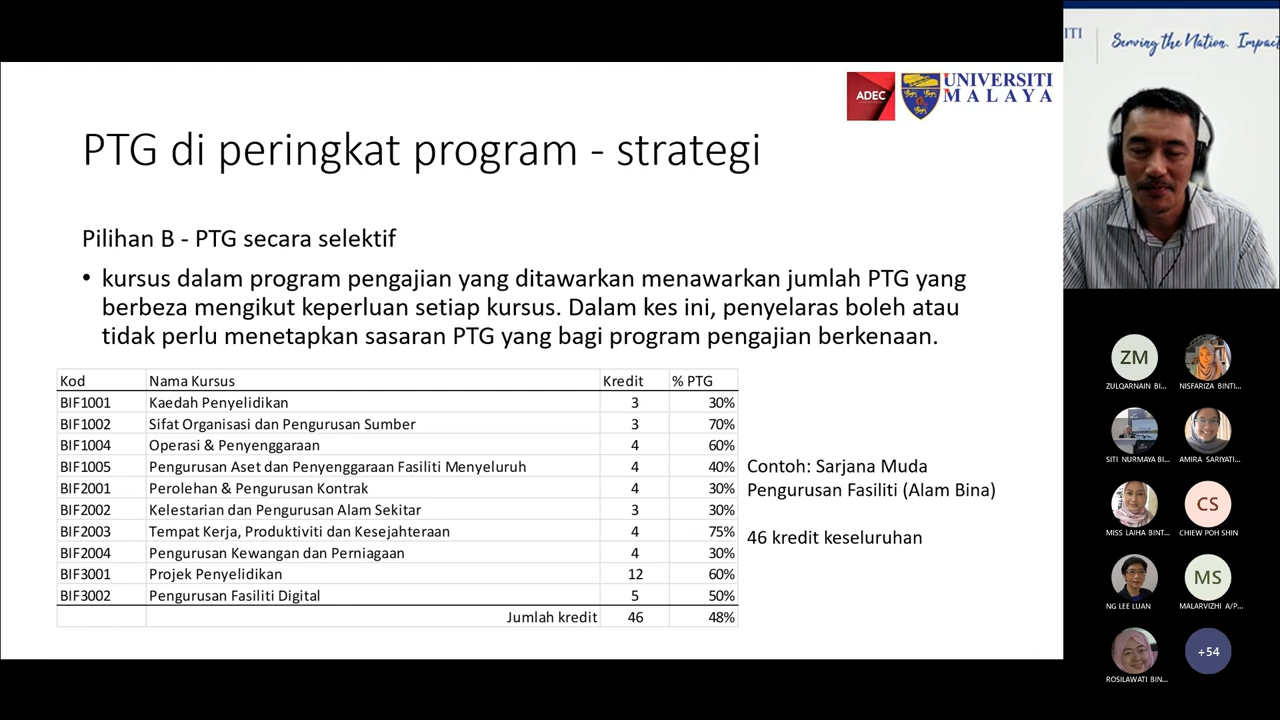 ITI Serving the Nation. Impact
ADEC
UNIVERSITI
MALAYA
PTG di peringkat program - strategi
Pilihan B - PTG secara selektif
• kursus dalam program pengajian yang ditawarkan menawarkan jumlah PTG yang
berbeza mengikut keperluan setiap kursus. Dalam kes ini, penyelaras boleh atau
tidak perlu menetapkan sasaran PTG yang bagi program pengajian berkenaan.
Kod Nama Kursus Kredit % PTG
BIF1001 Kaedah Penyelidikan 3 30%
BIF1002 Sifat Organisasi dan Pengurusan Sumber 3 70%
BIF1004 Operasi & Penyenggaraan 4 60%
BIF1005 Pengurusan Aset dan Penyenggaraan Fasiliti Menyeluruh 4 40%
BIF2001 Perolehan & Pengurusan Kontrak 4 30%
BIF2002 Kelestarian dan Pengurusan Alam Sekitar 3 30%
BIF2003 Tempat Kerja, Produktiviti dan Kesejahteraan 4 75%
BIF2004 Pengurusan Kewangan dan Perniagaan 4 30%
BIF3001 Projek Penyelidikan 12 60%
BIF3002 Pengurusan Fasiliti Digital 5 50%
Jumlah kredit 46 48%
Contoh: Sarjana Muda
Pengurusan Fasiliti (Alam Bina)
46 kredit keseluruhan
ZM
ZULQARNAIN BI... NISFARIZA BINTI...
SITI NURMAYA BI... AMIRA SARIYATI...
CS
MISS LAIHA BINT... CHIEW POH SHIN
MS
NG LEE LUAN MALARVIZHI A/P...
+54
ROSILAWATI BIN...